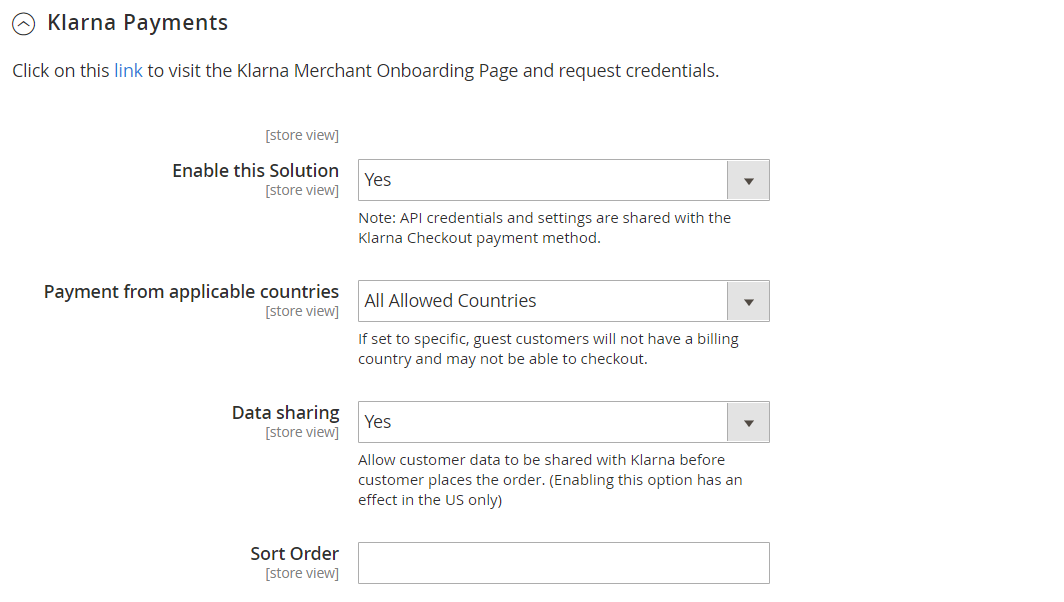 Klarna Payments
Click on this link to visit the Klarna Merchant Onboarding Page and request credentials.
[store view]
Enable this Solution
[store view]
Yes
Note: API credentials and settings are shared with the
Klarna Checkout payment method.
Payment from applicable countries
[store view]
All Allowed Countries
If set to specific, guest customers will not have a billing
country and may not be able to checkout.
Data sharing
[store view]
Yes
Allow customer data to be shared with Klarna before
customer places the order. (Enabling this option has an
effect in the US only)
Sort Order
[store view]